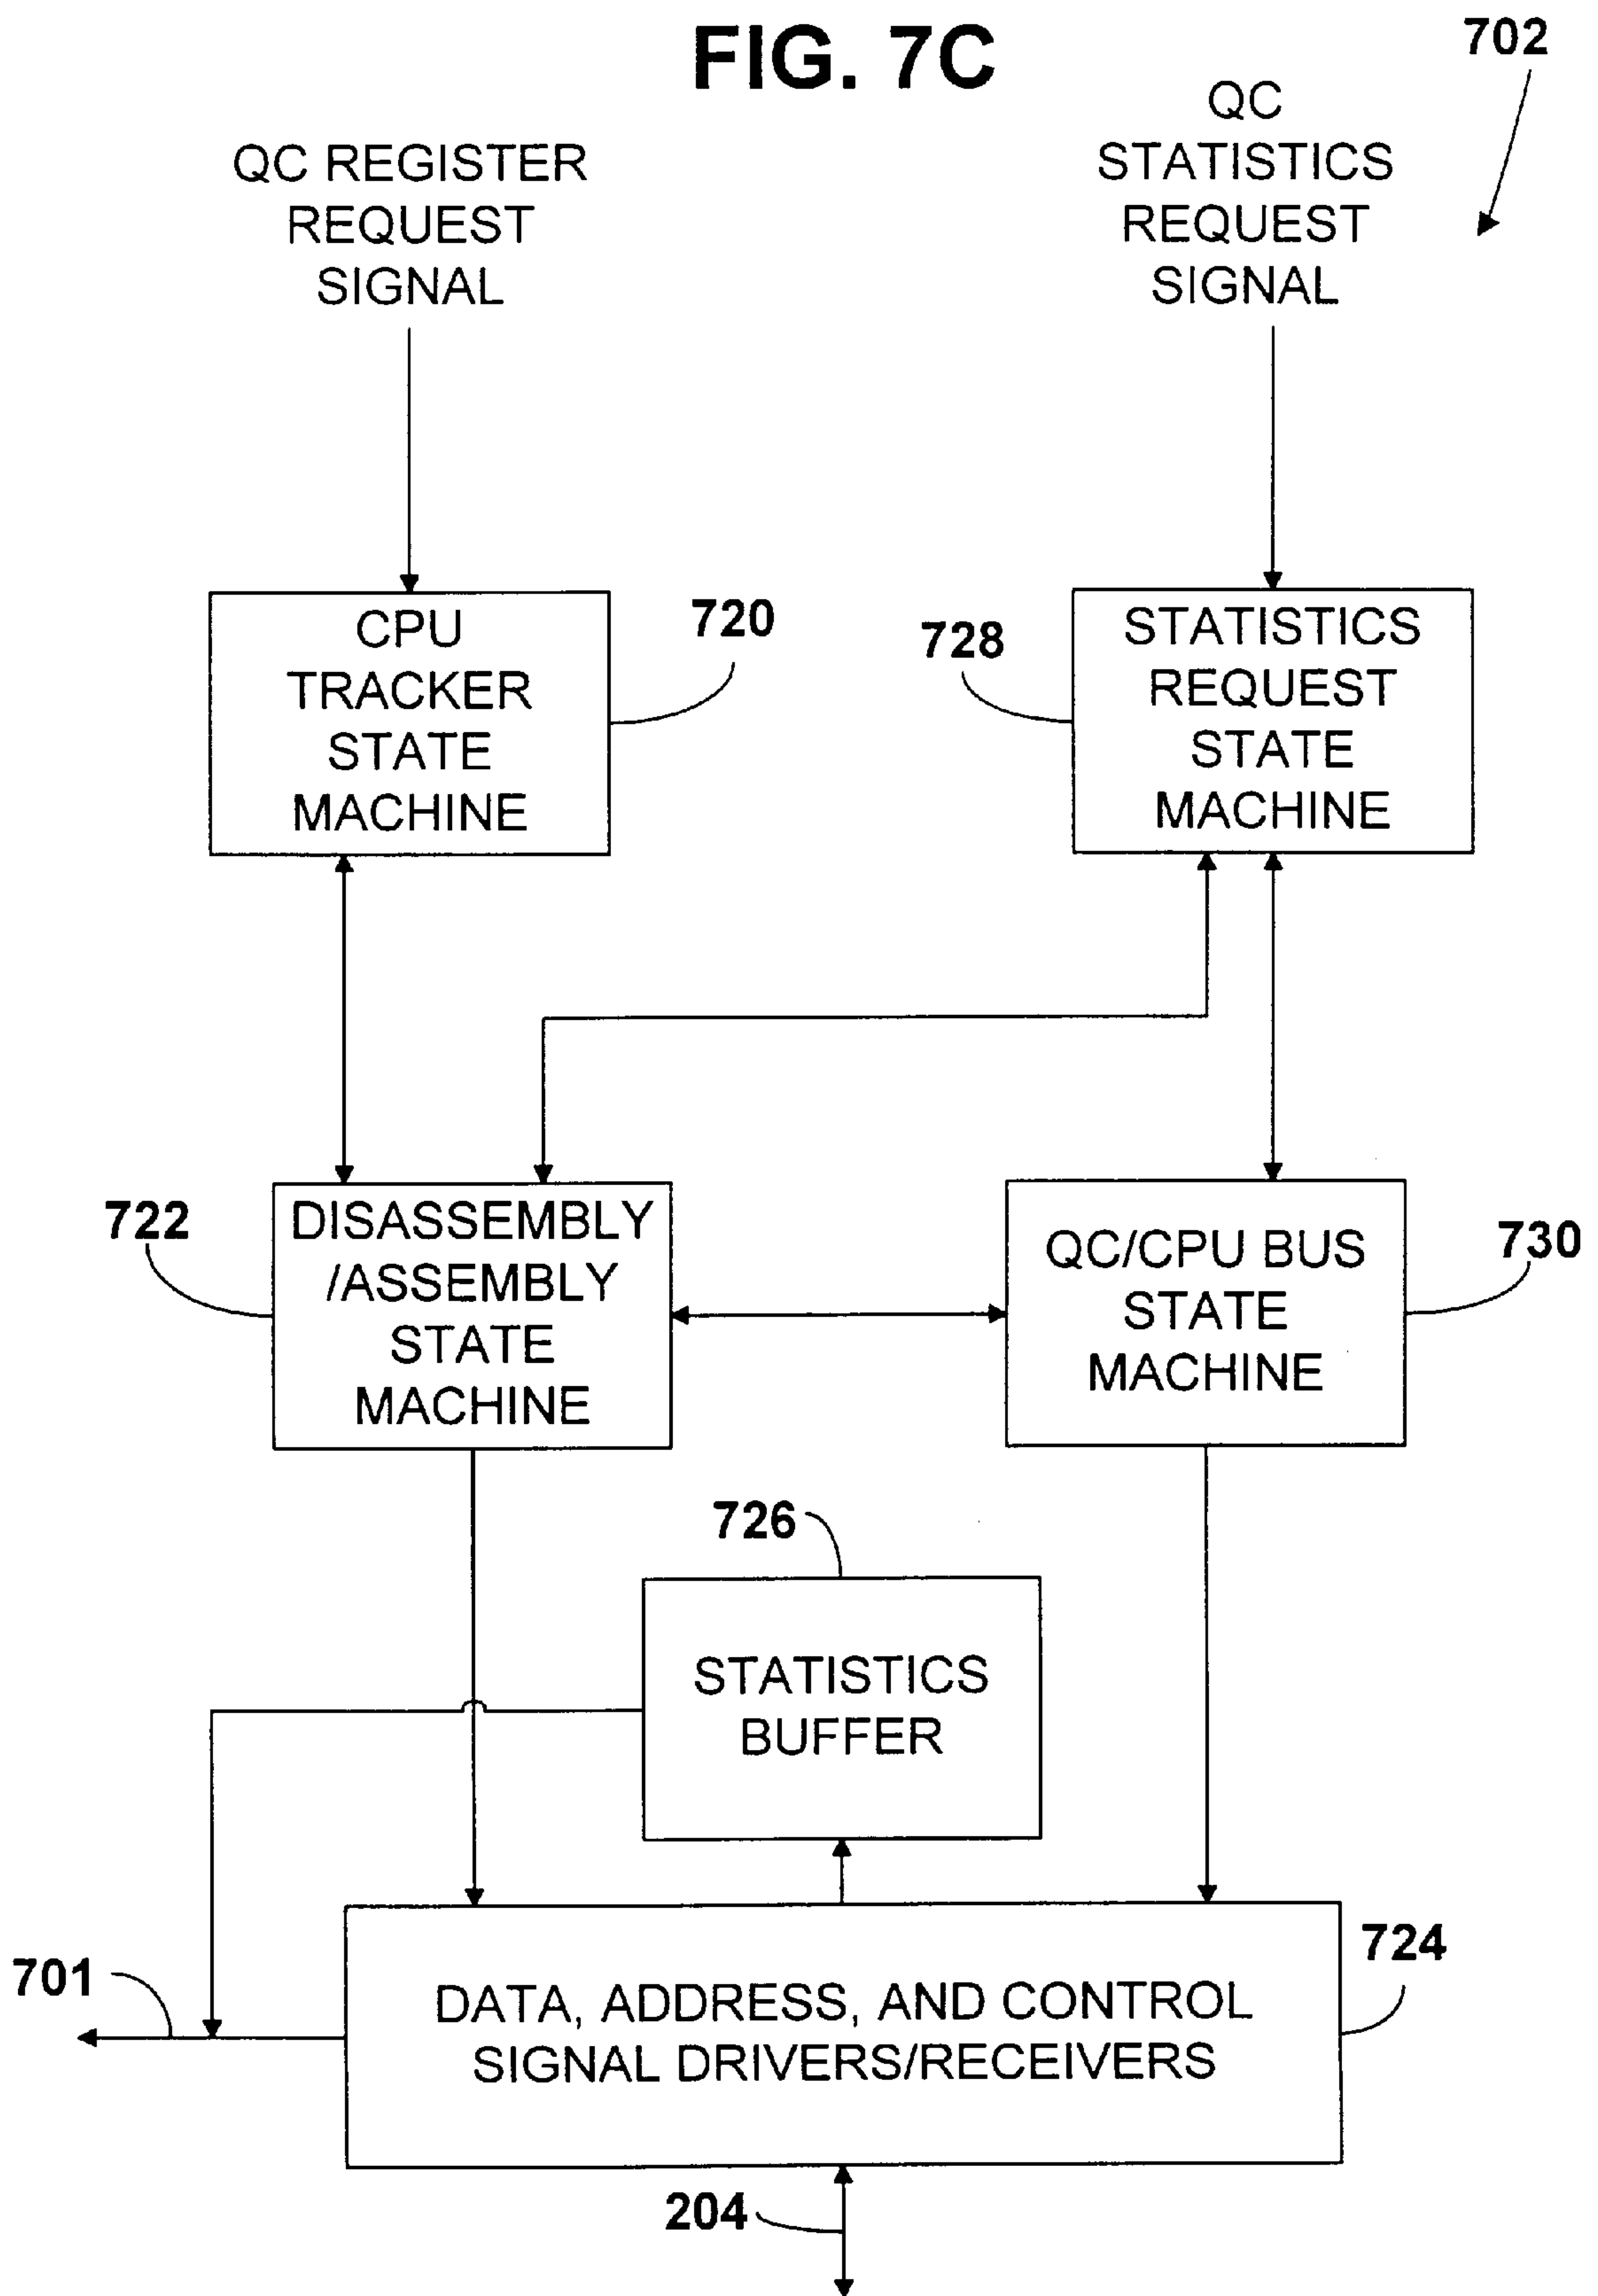 FIG. 7C
702
QC REGISTER
REQUEST
SIGNAL
QC
STATISTICS
REQUEST
SIGNAL
CPU
TRACKER
STATE
MACHINE
720
728
STATISTICS
REQUEST
STATE
MACHINE
722
DISASSEMBLY
/ASSEMBLY
STATE
MACHINE
QC/CPU BUS
STATE
MACHINE
730
726
STATISTICS
BUFFER
701
DATA, ADDRESS, AND CONTROL
SIGNAL DRIVERS/RECEIVERS
724
204